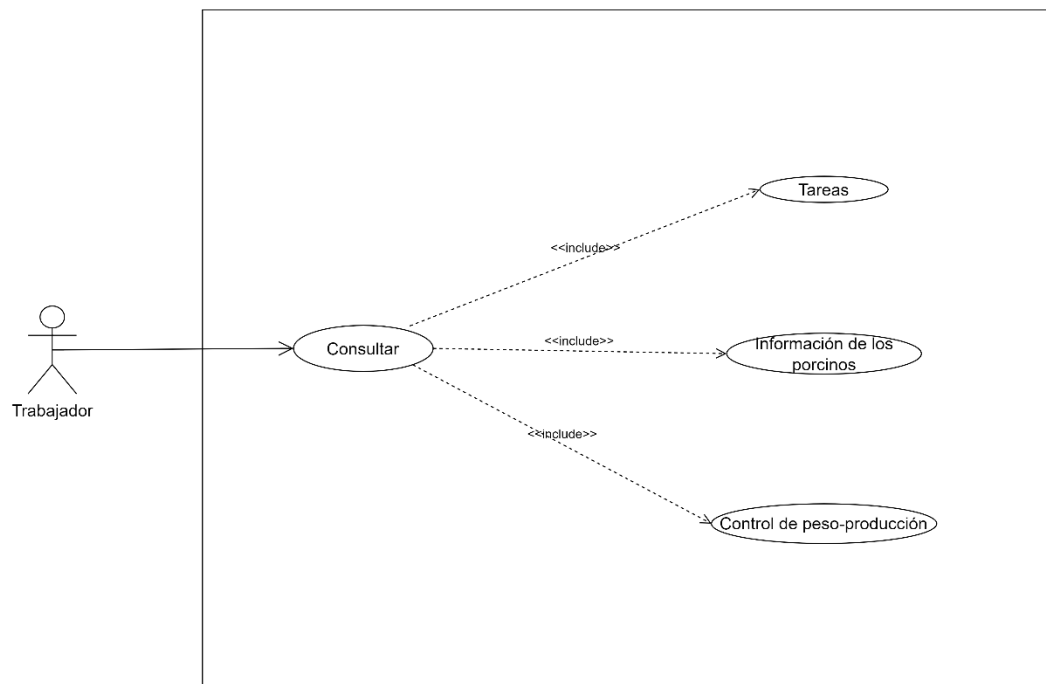 Tareas
<<include>>
Trabajador
Consultar
<<include>>
Información de los
porcinos
<<include>>
Control de peso-producción